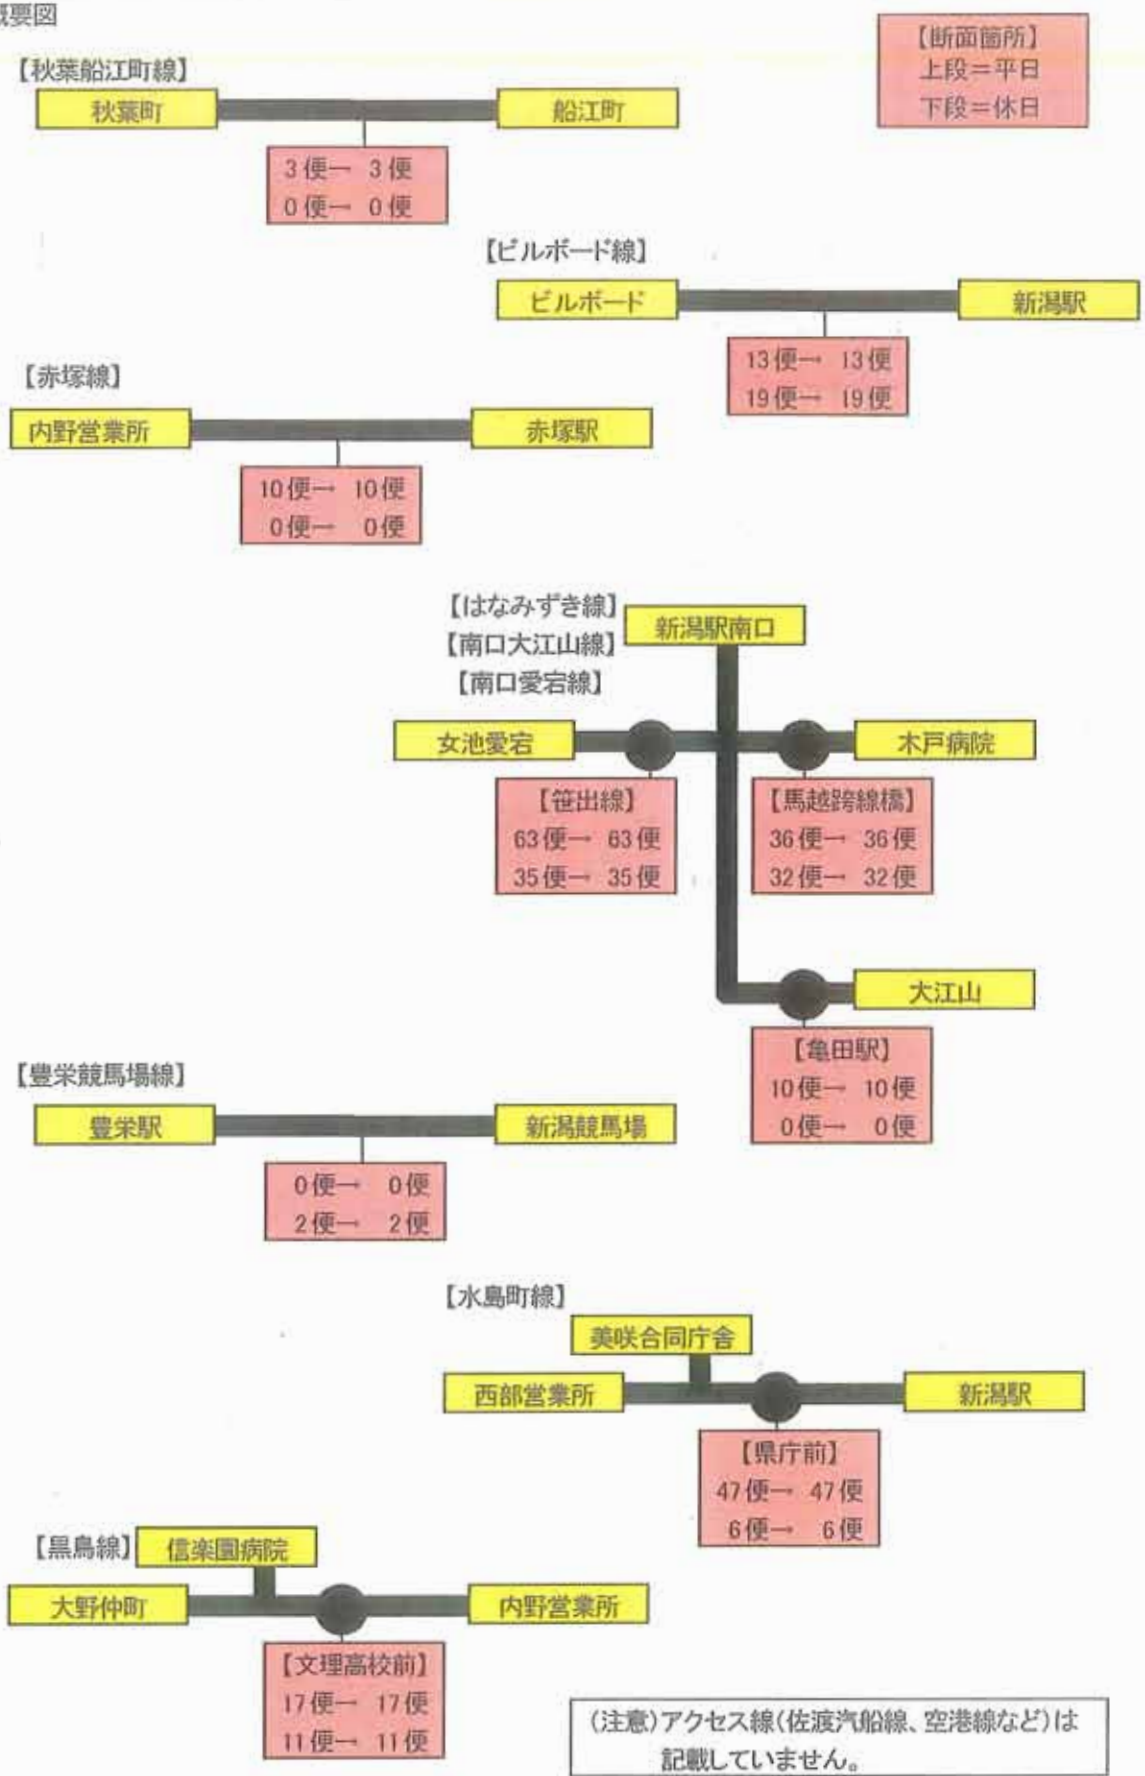 概要図
【断面箇所】
上段＝平日
下段＝休日
【秋葉船江町線】
秋葉町
船江町
3便→ 3便
0便→ 0便
【ビルボード線】
ビルボード
新潟駅
13便→ 13便
19便→ 19便
【赤塚線】
内野営業所
赤塚駅
10便→ 10便
0便→ 0便
【はなみずき線】
【南口大江山線】
【南口愛宕線】
新潟駅南口
女池愛宕
木戸病院
【笹出線】
63便→ 63便
35便→ 35便
【馬越跨線橋】
36便→ 36便
32便→ 32便
大江山
【亀田駅】
10便→ 10便
0便→ 0便
【豊栄競馬場線】
豊栄駅
新潟競馬場
0便→ 0便
2便→ 2便
【水島町線】
美咲合同庁舎
西部営業所
新潟駅
【県庁前】
47便→ 47便
6便→ 6便
【黒鳥線】
信楽園病院
大野仲町
内野営業所
【文理高校前】
17便→ 17便
11便→ 11便
(注意)アクセス線(佐渡汽船線、空港線など)は
記載していません。